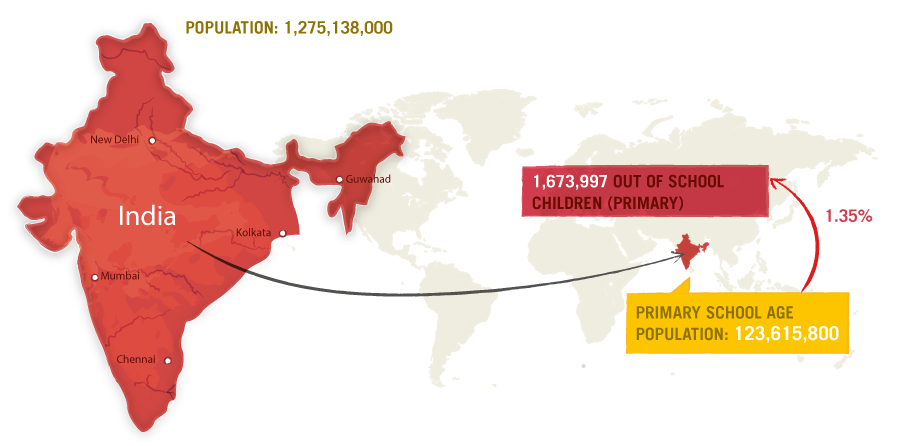 POPULATION: 1,275,138,000
New Delhi
Guwahad
1,673,997 OUT OF SCHOOL
CHILDREN (PRIMARY)
1.35%
India
Kolkata
Mumbai
PRIMARY SCHOOL AGE
POPULATION: 123,615,800
Chennai